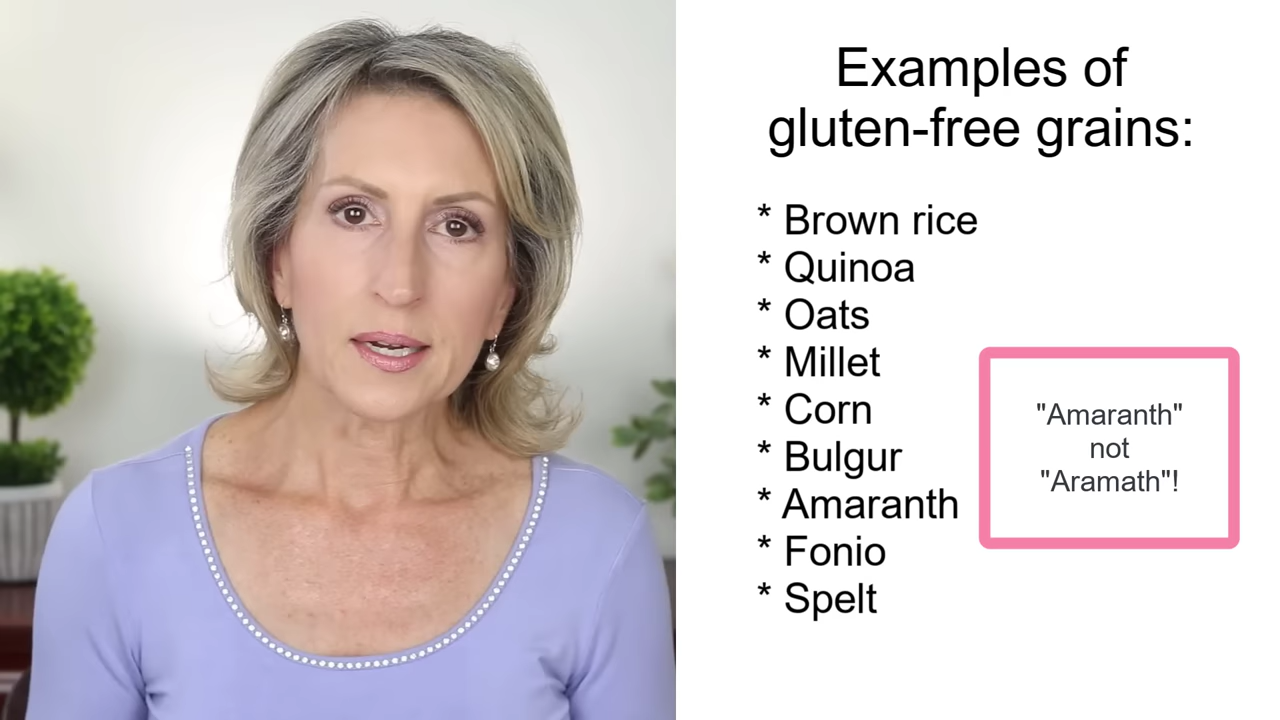 Examples of
gluten-free grains:
* Brown rice
* Quinoa
* Oats
* Millet
* Corn
* Bulgur
* Amaranth
* Fonio
* Spelt
"Amaranth"
not
"Aramath"!